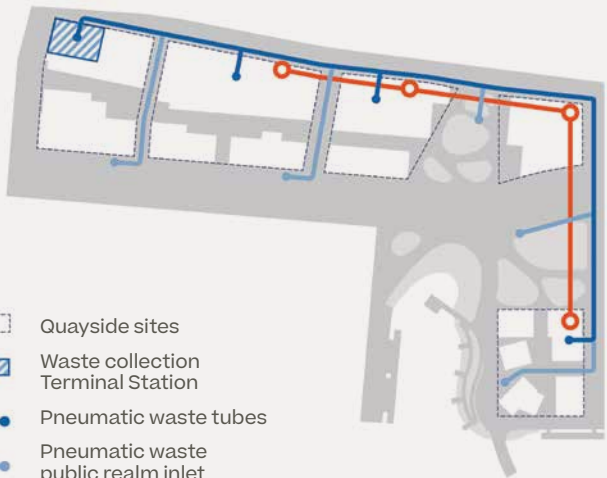 Quayside sites
Waste collection
Terminal Station
Pneumatic waste tubes
Pneumatic waste
public realm inlet